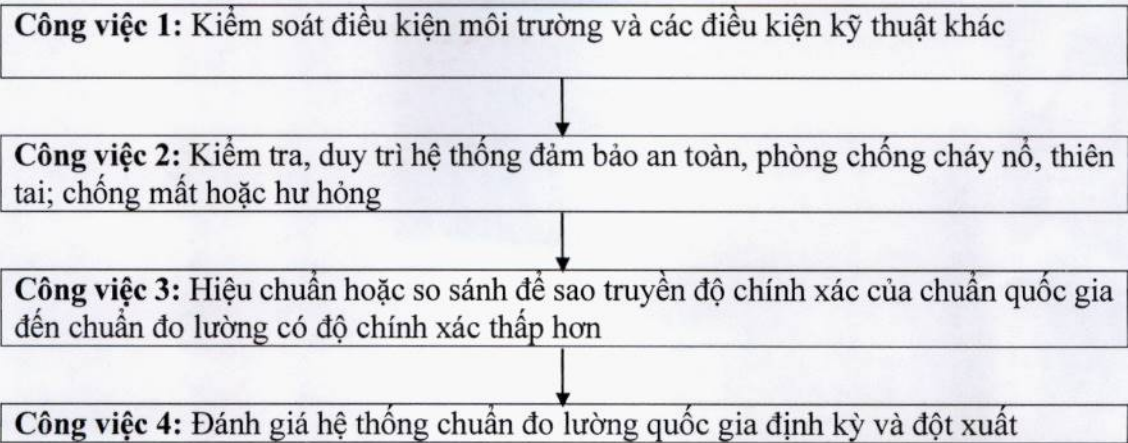 Công việc 1: Kiểm soát điều kiện môi trường và các điều kiện kỹ thuật khác
Công việc 2: Kiểm tra, duy trì hệ thống đảm bảo an toàn, phòng chống cháy nổ, thiên
tai; chống mất hoặc hư hỏng
Công việc 3: Hiệu chuẩn hoặc so sánh để sao truyền độ chính xác của chuẩn quốc gia
đến chuẩn đo lường có độ chính xác thấp hơn
Công việc 4: Đánh giá hệ thống chuẩn đo lường quốc gia định kỳ và đột xuất